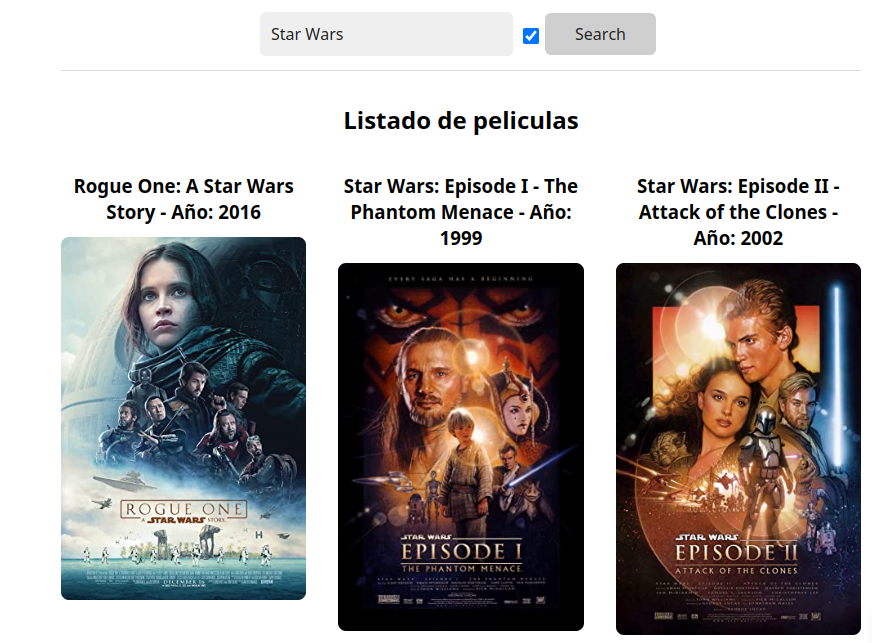 Star Wars
Search
Listado de peliculas
Rogue One: A Star Wars
Story - Año: 2016
Star Wars: Episode I - The
Phantom Menace - Año:
1999
Star Wars: Episode II -
Attack of the Clones -
Año: 2002
ROGUE ONE
A STAR WARS STORY
DECEMBER 16
EVERY SAGA HAS A BEGINNING
STAR WARS
EPISODE I
THE PHANTOM MENACE
STAR WARS
EPISODE II
ATTACK OF THE CLONES